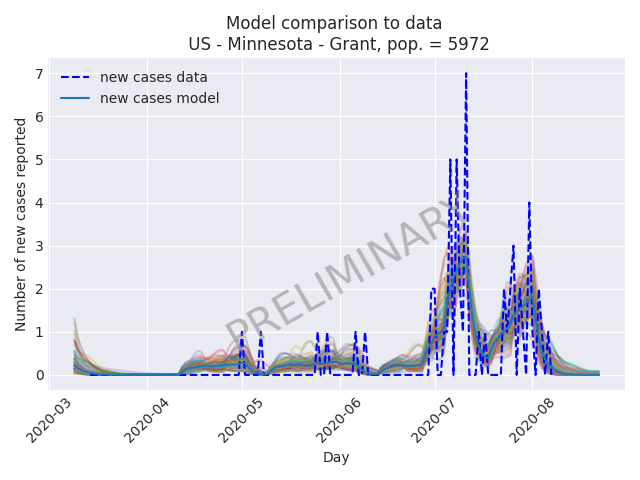 Model comparison to data
US - Minnesota - Grant, pop. = 5972
new cases data
new cases model
PRELIMINARY
Number of new cases reported
7
6
5
4
3
2
1
0
2020-03
2020-04
2020-05
2020-06
2020-07
2020-08
Day